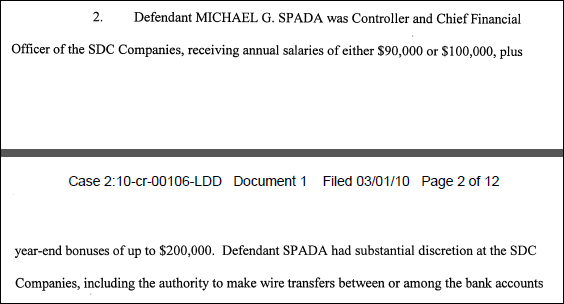 2. Defendant MICHAEL G. SPADA was Controller and Chief Financial
Officer of the SDC Companies, receiving annual salaries of either $90,000 or $100,000, plus
Case 2:10-cr-00106-LDD Document 1 Filed 03/01/10 Page 2 of 12
year-end bonuses of up to $200,000. Defendant SPADA had substantial discretion at the SDC
Companies, including the authority to make wire transfers between or among the bank accounts